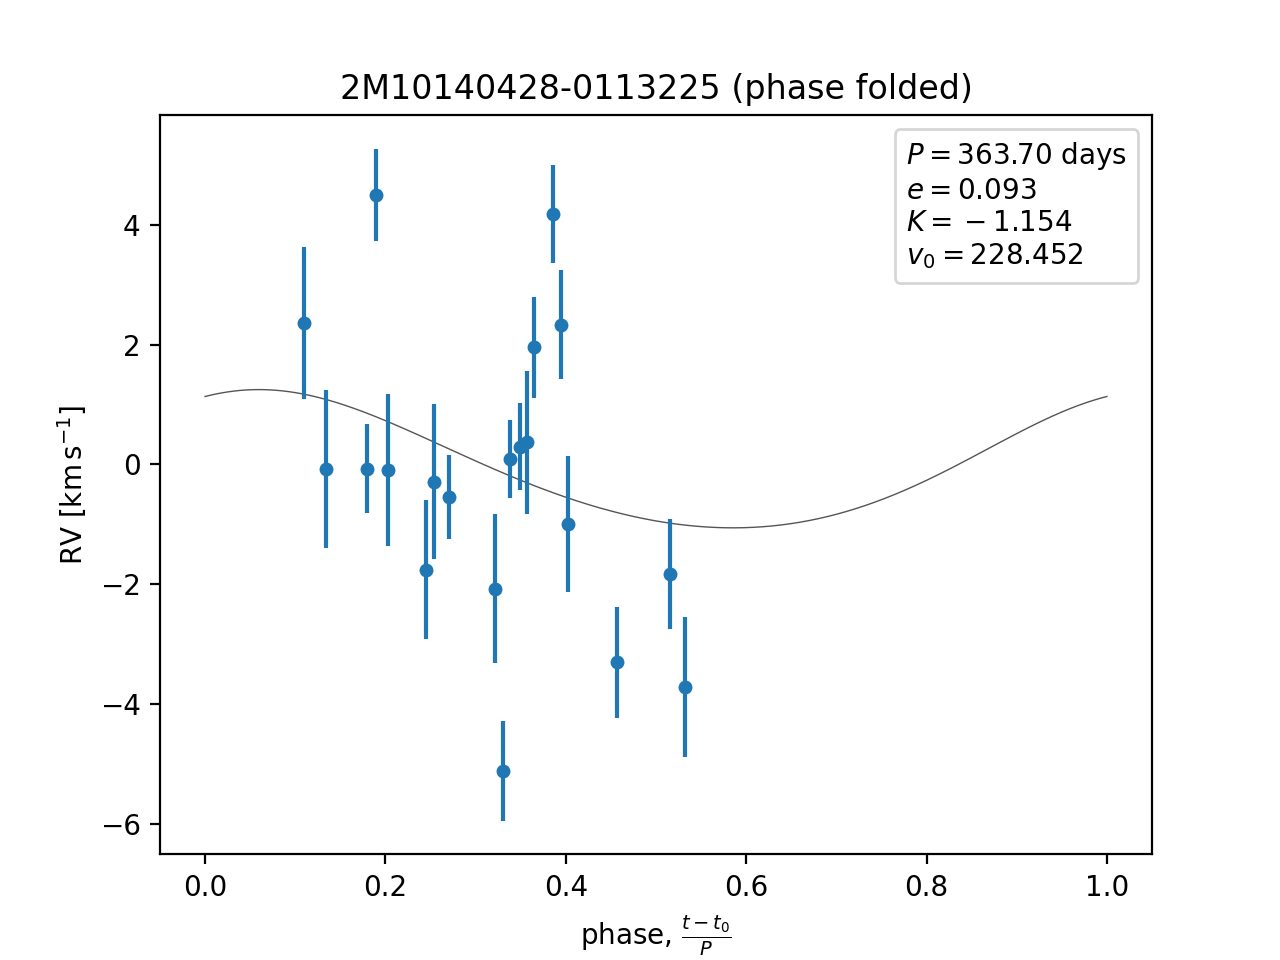 2M10140428-0113225 (phase folded)
P = 363.70 days
e = 0.093
K = −1.154
v₀ = 228.452
RV [km s⁻¹]
4
2
0
−2
−4
−6
0.0 0.2 0.4 0.6 0.8 1.0
phase, (t − t₀)/P